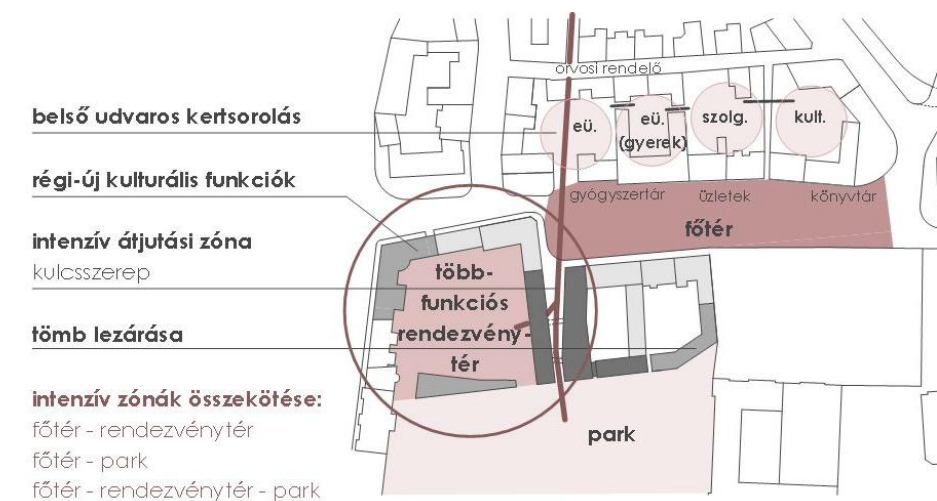 orvosi rendelő
belső udvaros kertsorolás
eü.
eü.
(gyerek)
szolg.
kult.
régi-új kulturális funkciók
gyógyszertár
üzletek
könyvtár
főtér
intenzív átjutási zóna
kulcsszerep
több-
funkciós
rendezvény-
tér
tömb lezárása
intenzív zónák összekötése:
főtér - rendezvénytér
főtér - park
főtér - rendezvénytér - park
park